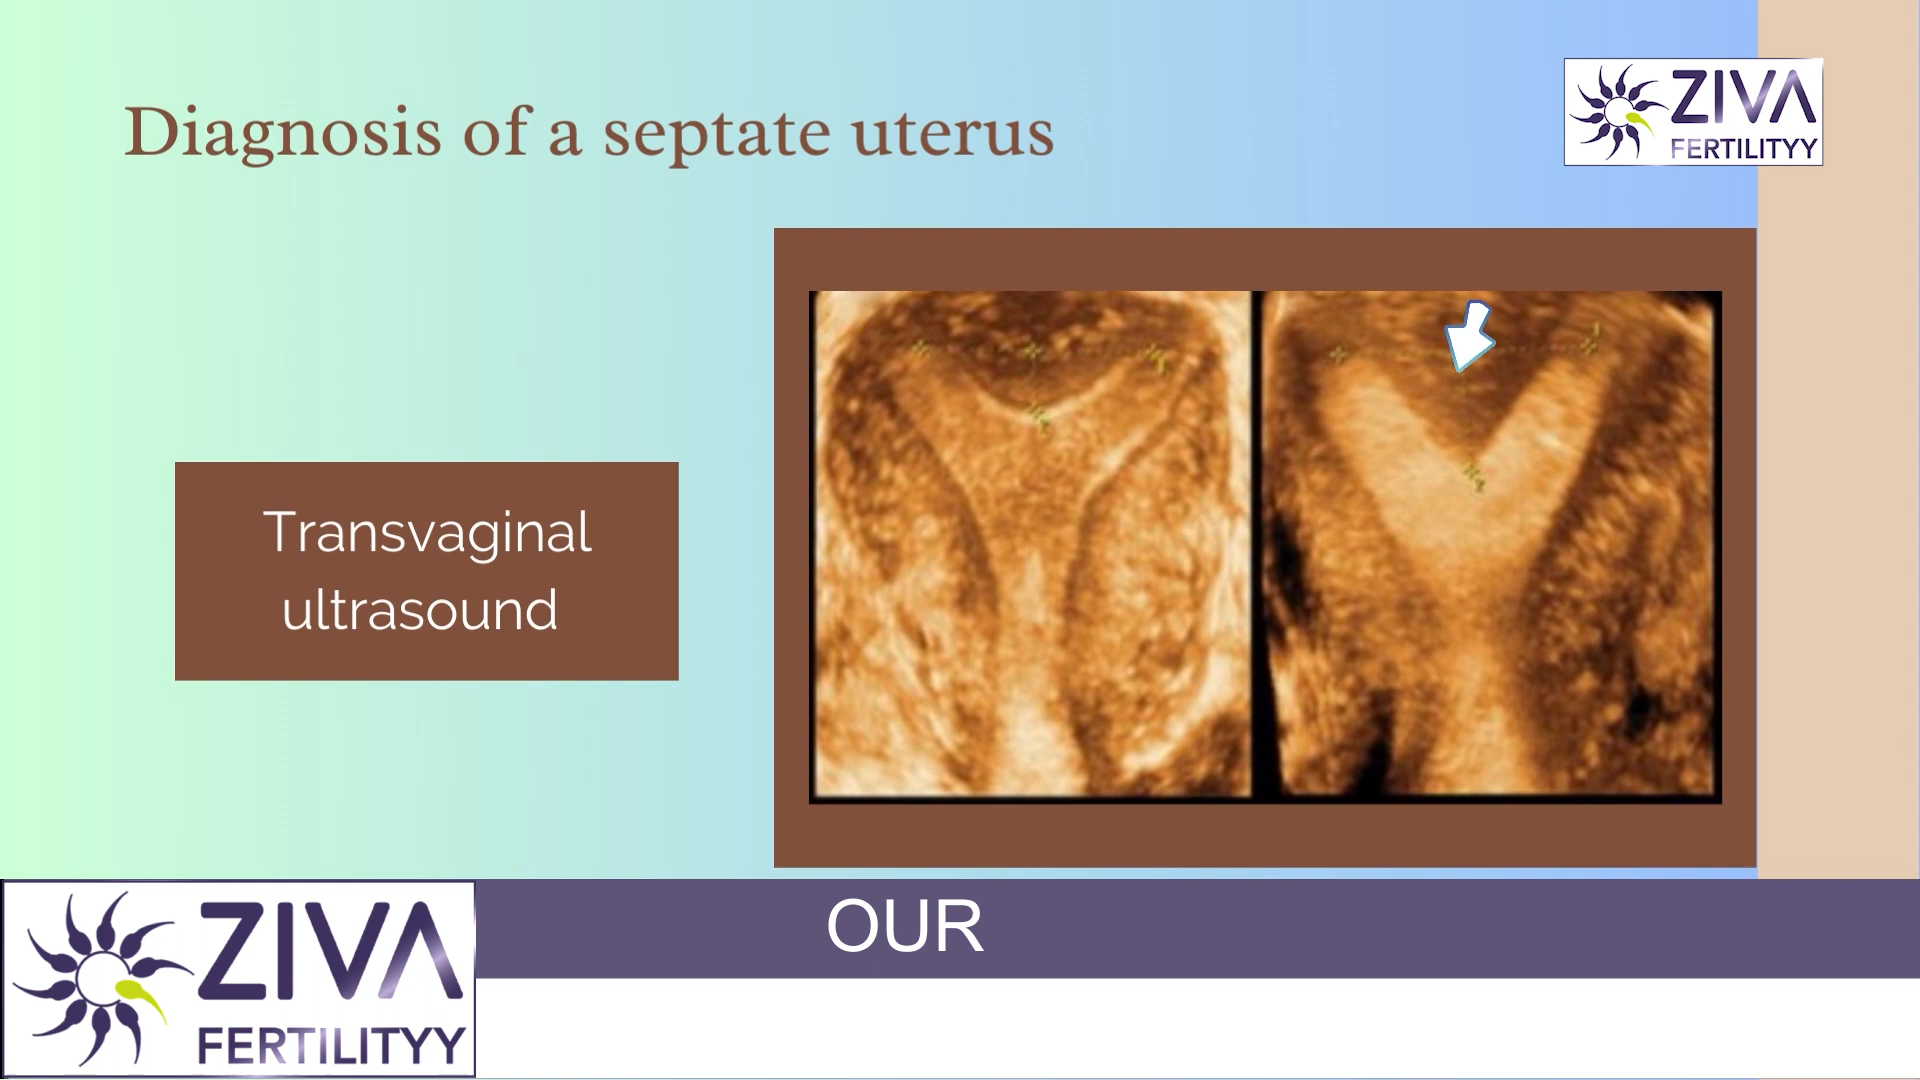 Diagnosis of a septate uterus
ZIVA
FERTILITYY
Transvaginal
ultrasound
OUR
ZIVA
FERTILITYY